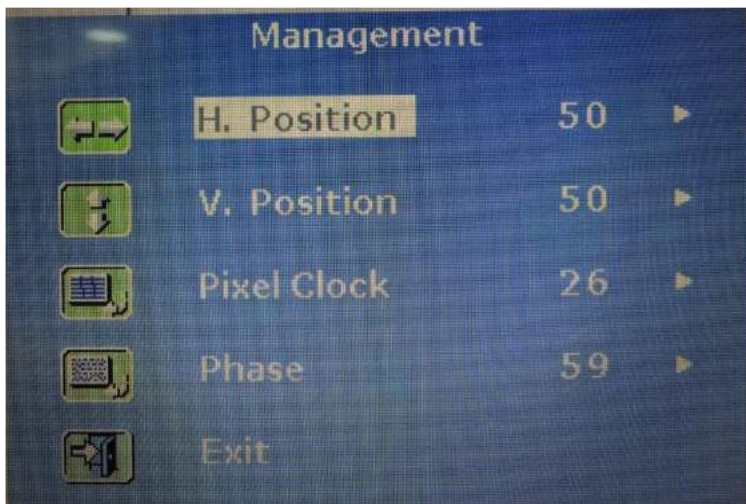 Management
H. Position 50
V. Position 50
Pixel Clock 26
Phase 59
Exit